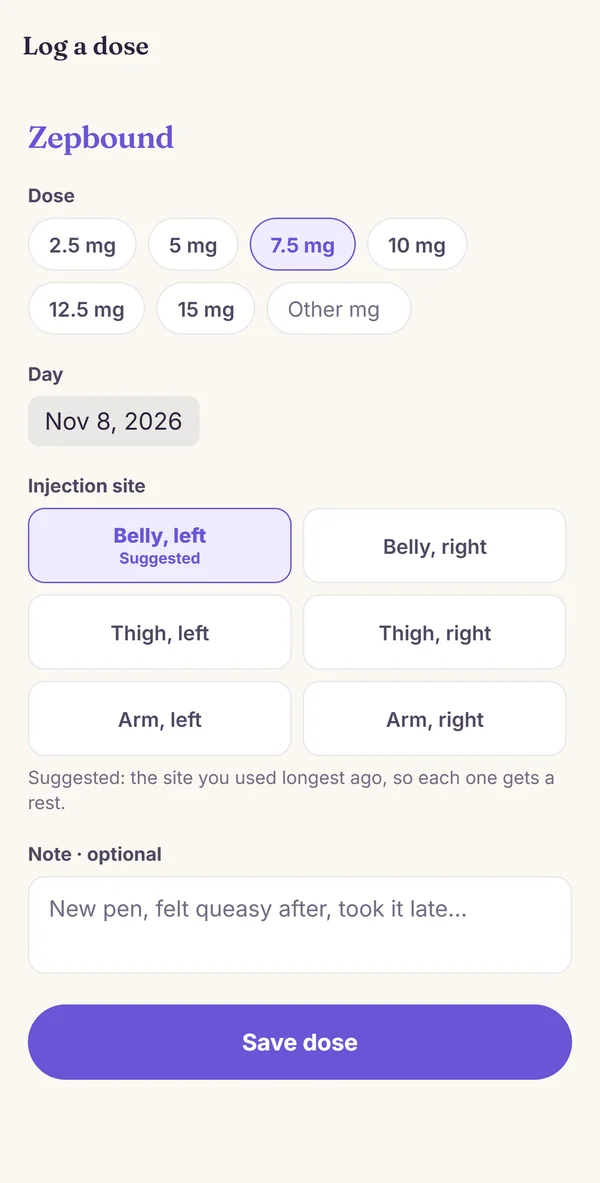 Log a dose
Zepbound
Dose
2.5 mg
5 mg
7.5 mg
10 mg
12.5 mg
15 mg
Other mg
Day
Nov 8, 2026
Injection site
Belly, left
Suggested
Belly, right
Thigh, left
Thigh, right
Arm, left
Arm, right
Suggested: the site you used longest ago, so each one gets a
rest.
Note · optional
New pen, felt queasy after, took it late...
Save dose